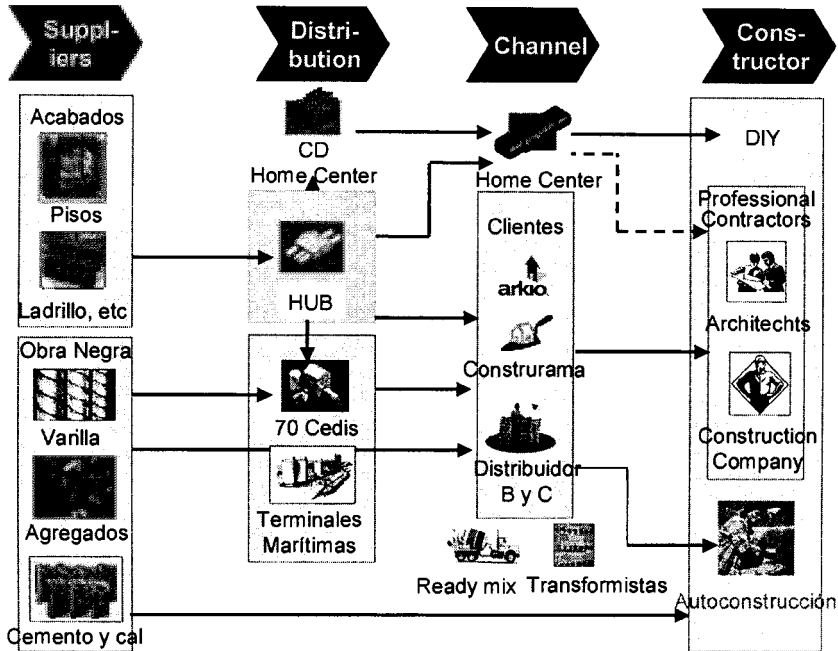 Suppl-
iers
Distri-
bution
Channel
Cons-
tructor
Acabados
Pisos
Ladrillo, etc
Obra Negra
Varilla
Agregados
Cemento y cal
CD
Home Center
HUB
70 Cedis
Terminales
Marítimas
Home Center
Clientes
arkio
Construrama
Distribuidor
B y C
Ready mix
Transformistas
DIY
Professional
Contractors
Architechts
Construction
Company
Autoconstrucción